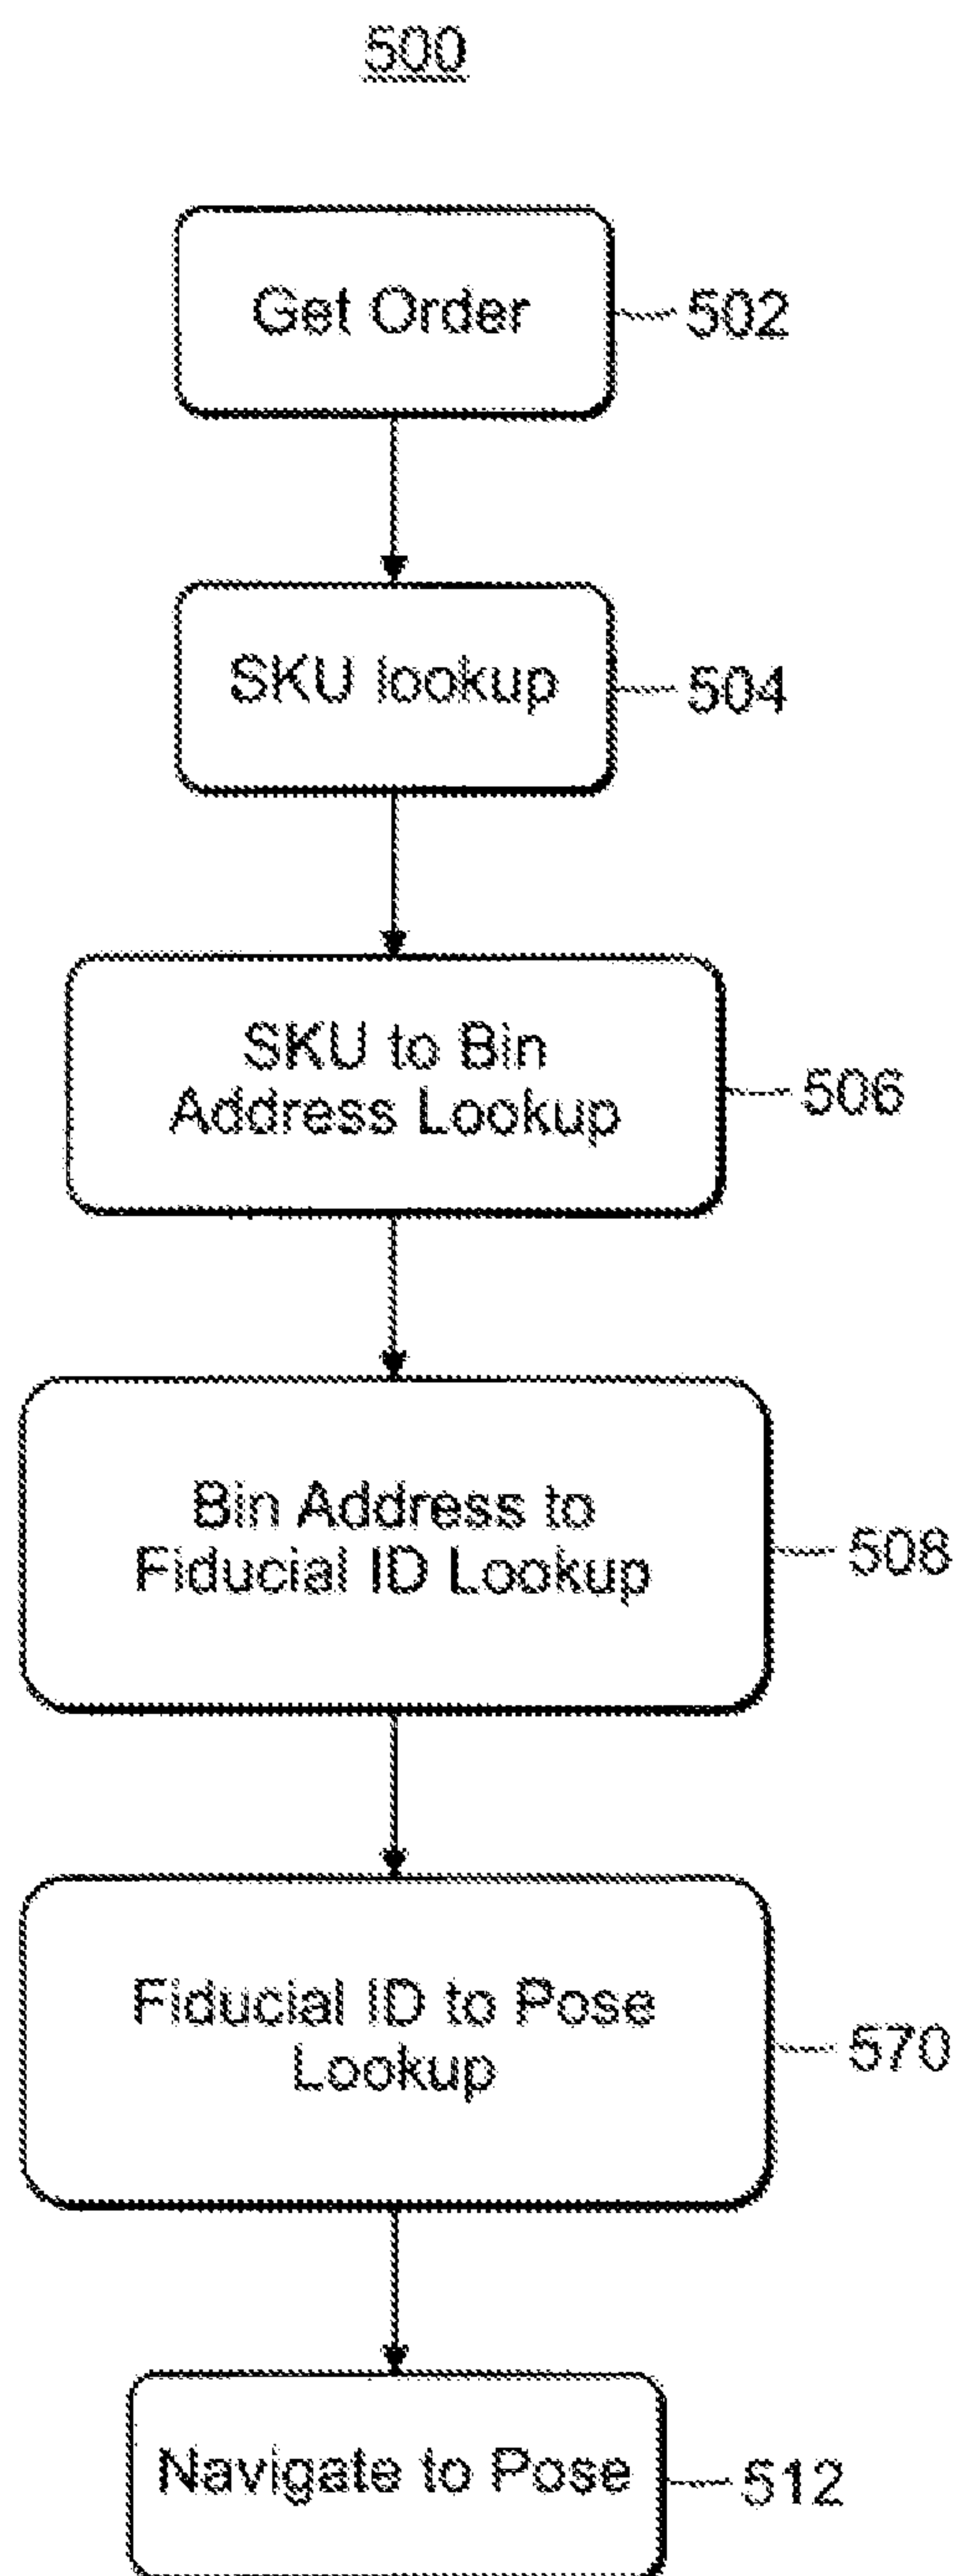 500
Get Order
502
SKU lookup
504
SKU to Bin
Address Lookup
506
Bin Address to
Fiducial ID Lookup
508
Fiducial ID to Pose
Lookup
570
Navigate to Pose
512